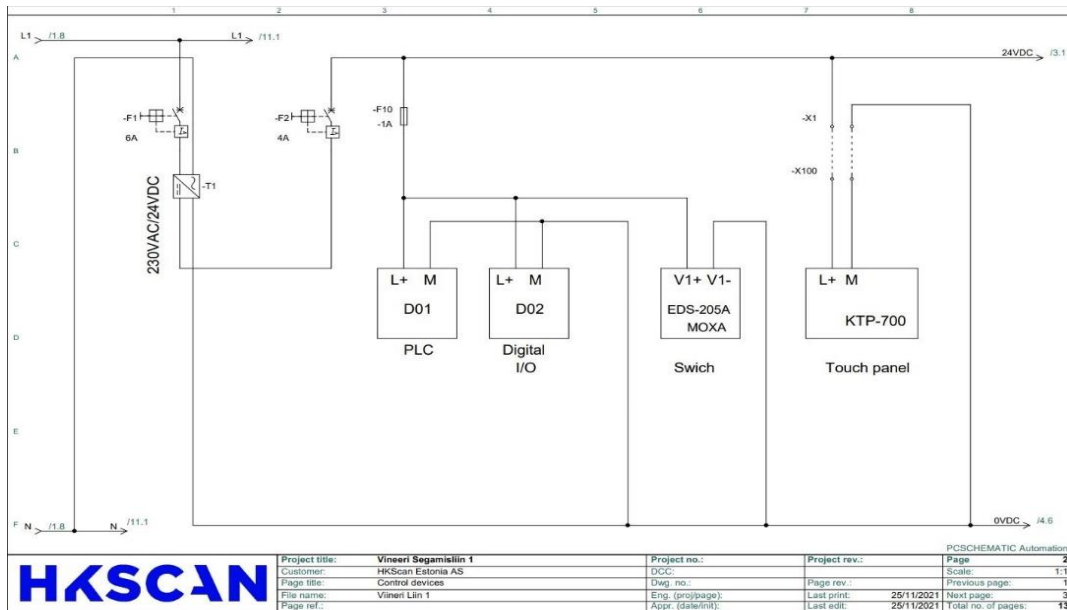 1 2 3 4 5 6 7 8
L1 /1.8 L1 /11.1
A 24VDC /3.1
-F1 -F2 -F10 -X1
6A 4A -1A
B
-X100
-T1
230VAC/24VDC
C
L+ M L+ M V1+ V1- L+ M
D01 D02 EDS-205A KTP-700
MOXA
D
PLC Digital Swich Touch panel
I/O
E
F N /1.8 N /11.1 0VDC /4.6
PCSCHEMATIC Automation
HKSCAN
Project title: Vineeri Segamisliin 1 Project no.: Project rev.: Page 2
Customer: HKScan Estonia AS DCC: Scale: 1:1
Page title: Control devices Dwg. no.: Page rev.: Previous page: 1
File name: Viineri Liin 1 Eng. (proj/page): Last print: 25/11/2021 Next page: 3
Page ref.: Appr. (date/init): Last edit: 25/11/2021 Total no. of pages: 13